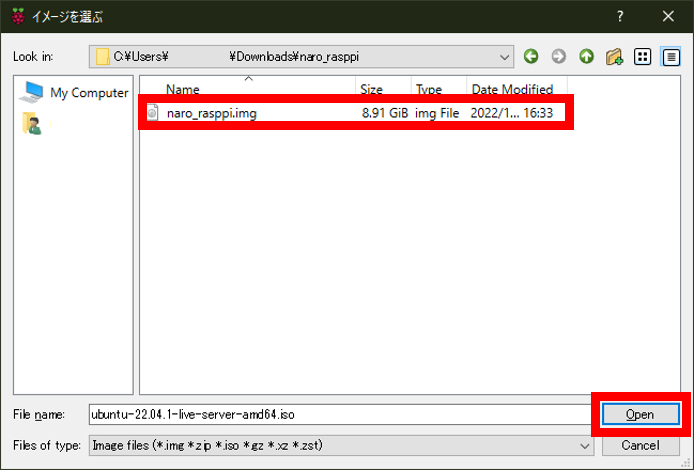 イメージを選ぶ
Look in: C:¥Users¥ ¥Downloads¥naro_rasppi
My Computer
Name Size Type Date Modified
naro_rasppi.img 8.91 GiB img File 2022/1... 16:33
File name: ubuntu-22.04.1-live-server-amd64.iso Open
Files of type: Image files (*.img *.zip *.iso *.gz *.xz *.zst) Cancel